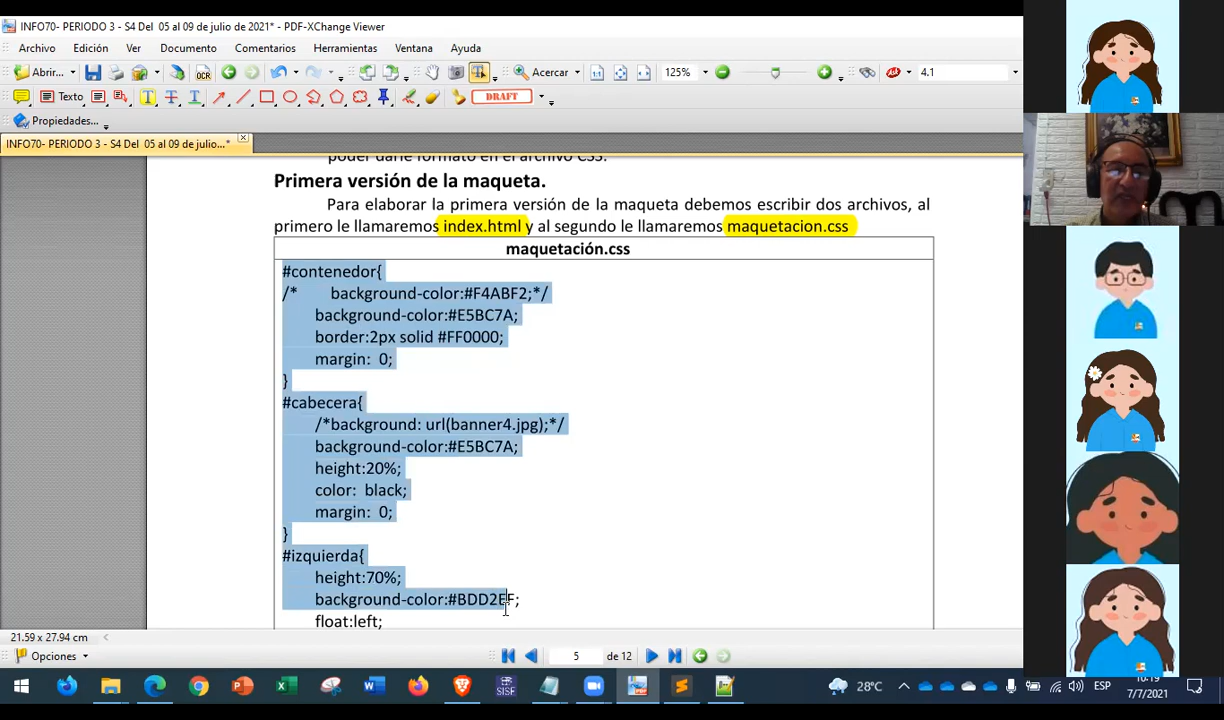 INFO70- PERIODO 3 - S4 Del  05 al 09 de julio de 2021* - PDF-XChange Viewer
Archivo Edición Ver Documento Comentarios Herramientas Ventana Ayuda
Abrir... OCR Acercar 125% 4.1
Texto DRAFT
Propiedades...
INFO70- PERIODO 3 - S4 Del  05 al 09 de julio...*
poder darle formato en el archivo CSS.
Primera versión de la maqueta.
Para elaborar la primera versión de la maqueta debemos escribir dos archivos, al
primero le llamaremos index.html y al segundo le llamaremos maquetacion.css
maquetación.css
#contenedor{
/* background-color:#F4ABF2;*/
background-color:#E5BC7A;
border:2px solid #FF0000;
margin:  0;
}
#cabecera{
/*background: url(banner4.jpg);*/
background-color:#E5BC7A;
height:20%;
color:  black;
margin:  0;
}
#izquierda{
height:70%;
background-color:#BDD2EF;
float:left;
21.59 x 27.94 cm
Opciones 5 de 12
SISF 28°C ESP 10:19
7/7/2021